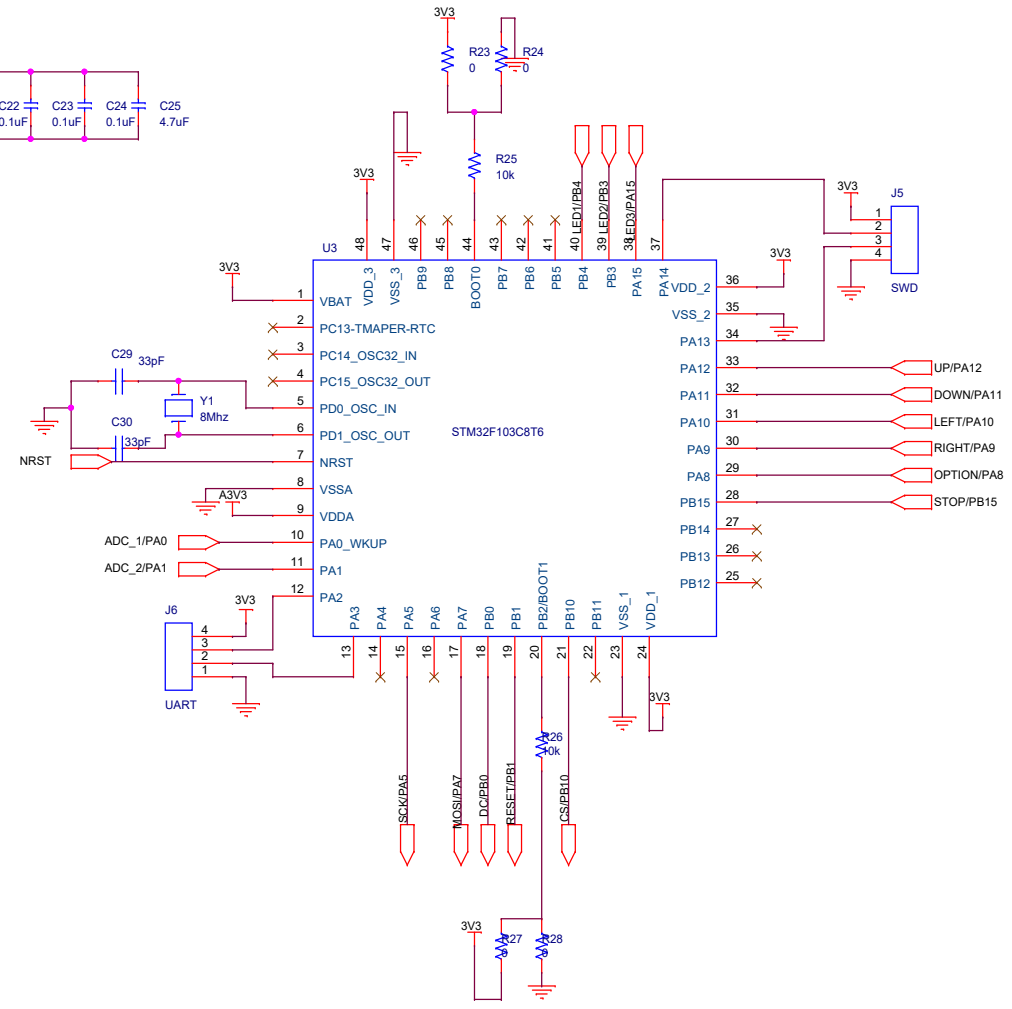 3V3
R23
0
R24
0
C22
0.1uF
C23
0.1uF
C24
0.1uF
C25
4.7uF
R25
10k
3V3
LED1/PB4
LED2/PB3
LED3/PA15
3V3
J5
1
2
3
4
SWD
U3
48
47
46
45
44
43
42
41
40
39
38
37
VDD_3
VSS_3
PB9
PB8
BOOT0
PB7
PB6
PB5
PB4
PB3
PA15
PA14
3V3
1
VBAT
2
PC13-TMAPER-RTC
3
PC14_OSC32_IN
4
PC15_OSC32_OUT
5
PD0_OSC_IN
6
PD1_OSC_OUT
7
NRST
8
VSSA
9
VDDA
10
PA0_WKUP
11
PA1
12
PA2
STM32F103C8T6
VDD_2
36
3V3
VSS_2
35
PA13
34
PA12
33
UP/PA12
PA11
32
DOWN/PA11
PA10
31
LEFT/PA10
PA9
30
RIGHT/PA9
PA8
29
OPTION/PA8
PB15
28
STOP/PB15
PB14
27
PB13
26
PB12
25
C29
33pF
Y1
8Mhz
C30
33pF
NRST
A3V3
ADC_1/PA0
ADC_2/PA1
J6
3V3
4
3
2
1
UART
PA3
PA4
PA5
PA6
PA7
PB0
PB1
PB2/BOOT1
PB10
PB11
VSS_1
VDD_1
13
14
15
16
17
18
19
20
21
22
23
24
3V3
R26
10k
SCK/PA5
MOSI/PA7
DC/PB0
RESET/PB1
CS/PB10
3V3
R27
R28